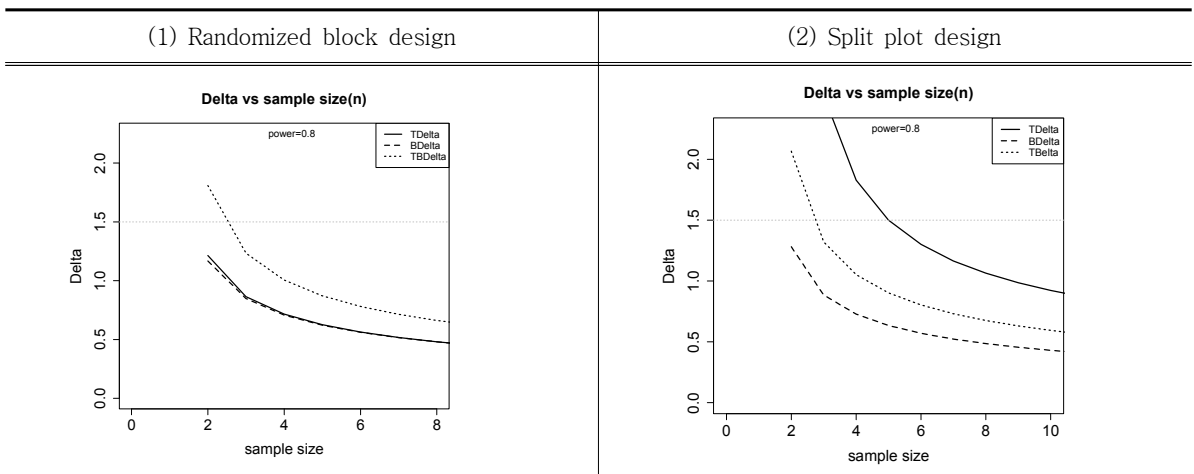 (1) Randomized block design
(2) Split plot design
Delta vs sample size(n)
power=0.8
TDelta
BDelta
TBDelta
Delta
0.0 0.5 1.0 1.5 2.0
0 2 4 6 8
sample size
Delta vs sample size(n)
power=0.8
TDelta
BDelta
TBelta
Delta
0.0 0.5 1.0 1.5 2.0
0 2 4 6 8 10
sample size